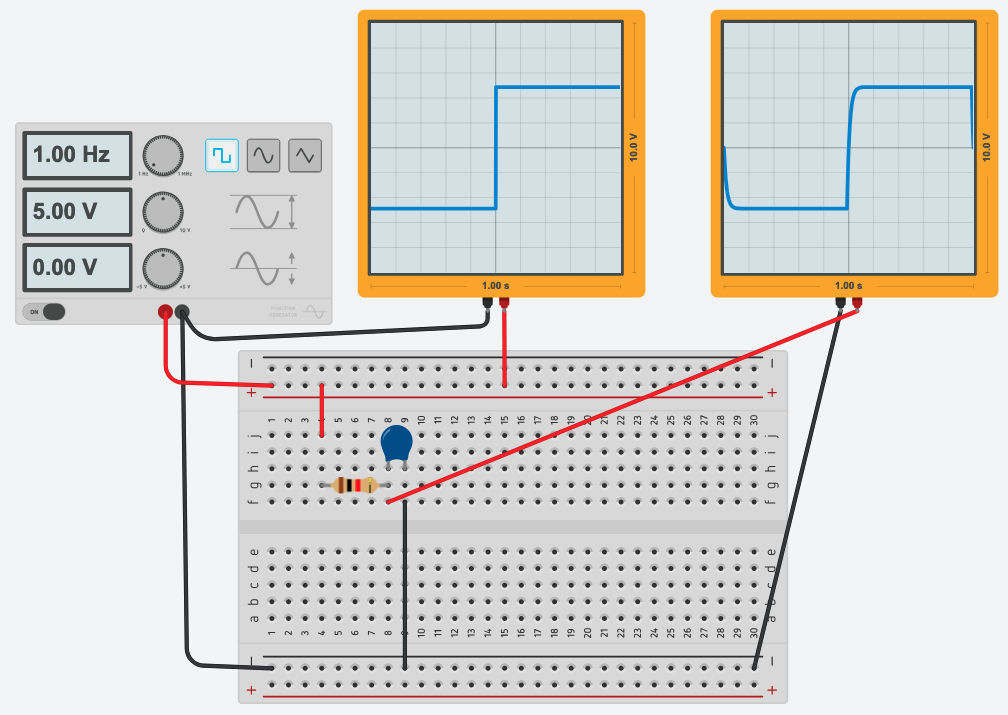 1.00 Hz
1 Hz
1 MHz
5.00 V
0
10 V
0.00 V
-5 V
+5 V
ON
FUNCTION
GENERATOR
10.0 V
1.00 s
10.0 V
1.00 s
− −
+ +
1 2 3 4 5 6 7 8 9 10 11 12 13 14 15 16 17 18 19 20 21 22 23 24 25 26 27 28 29 30
j j
i i
h h
g g
f f
e e
d d
c c
b b
a a
1 2 3 4 5 6 7 8 9 10 11 12 13 14 15 16 17 18 19 20 21 22 23 24 25 26 27 28 29 30
− −
+ +